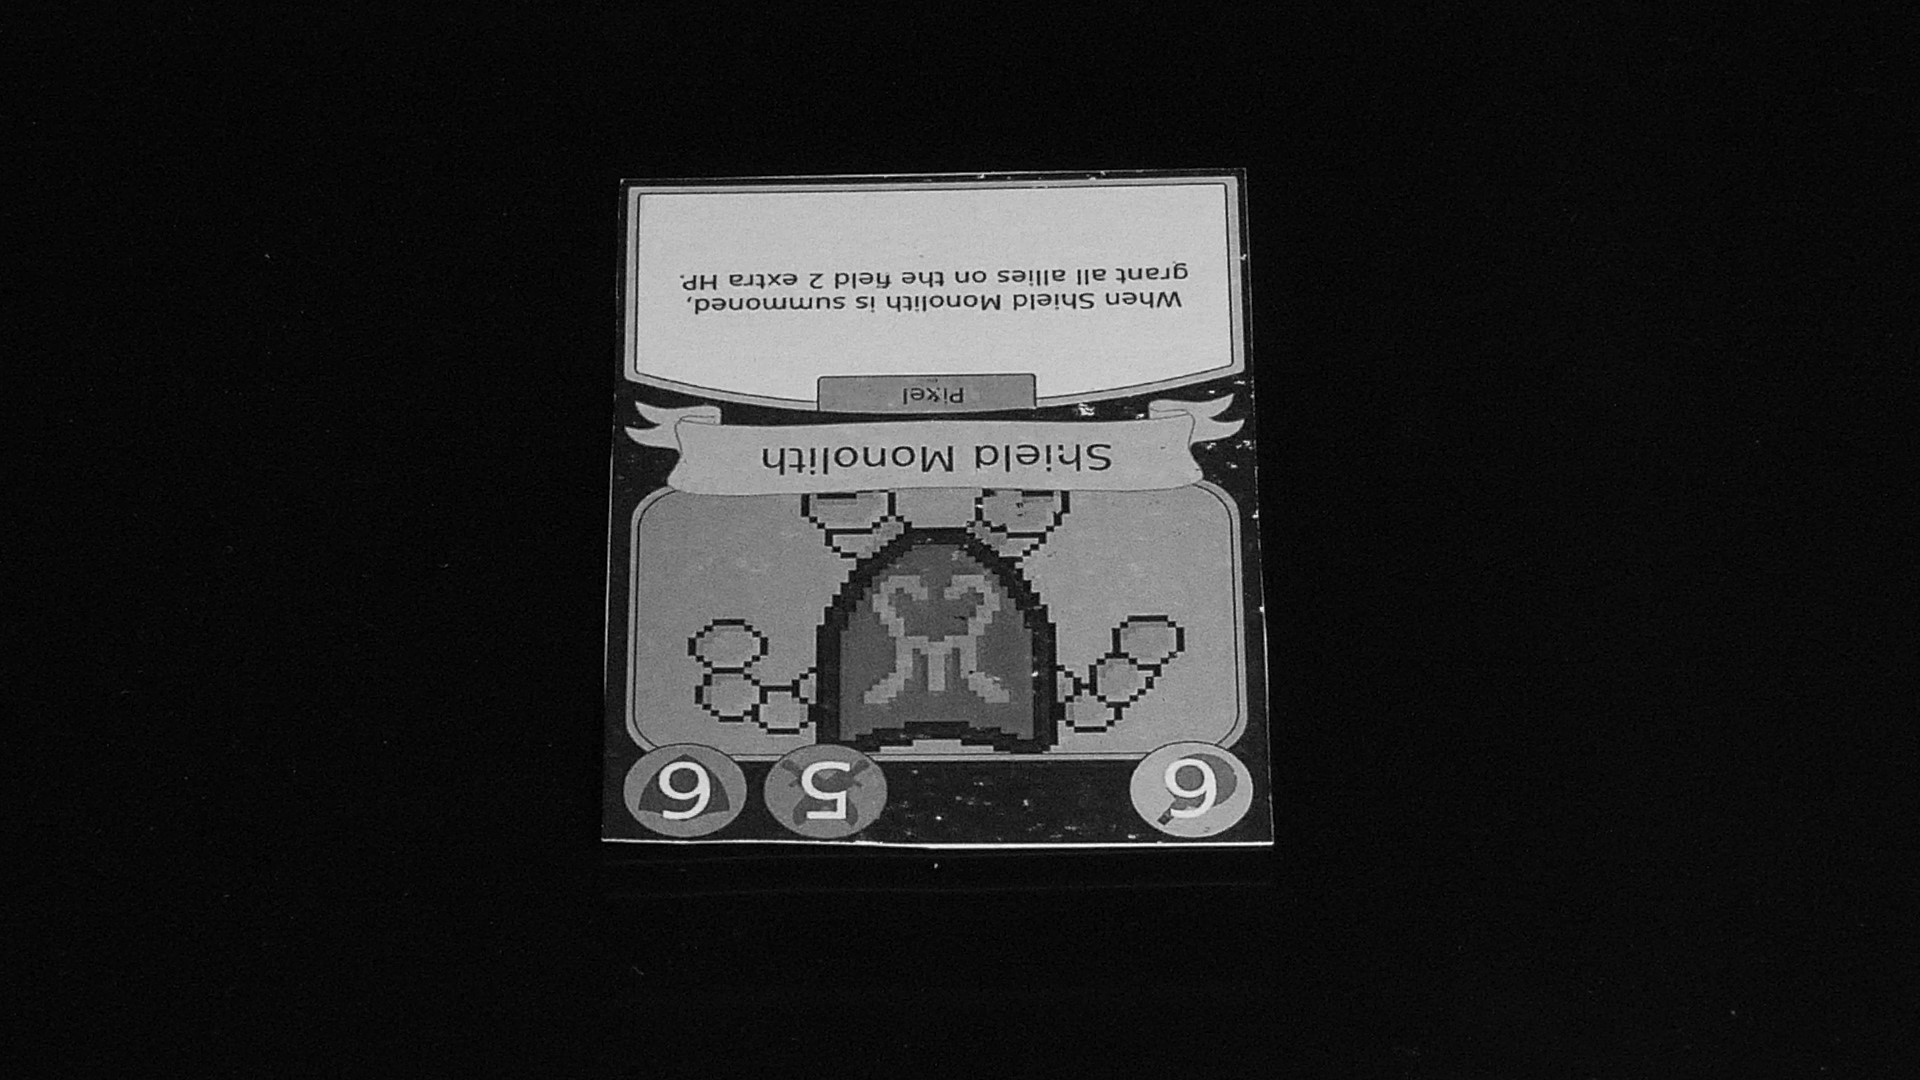 6 5 6
Shield Monolith
Pixel
When Shield Monolith is summoned,
grant all allies on the field 2 extra HP.